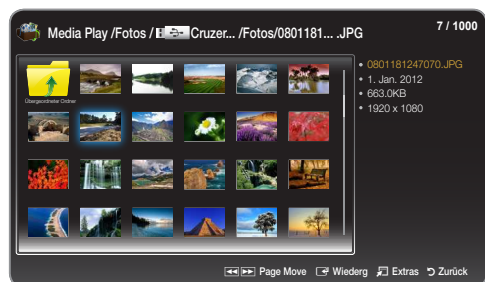 Media Play /Fotos / Cruzer... /Fotos/0801181... .JPG
7 / 1000
Übergeordneter Ordner
• 0801181247070.JPG
• 1. Jan. 2012
• 663.0KB
• 1920 x 1080
Page Move Wiederg Extras Zurück